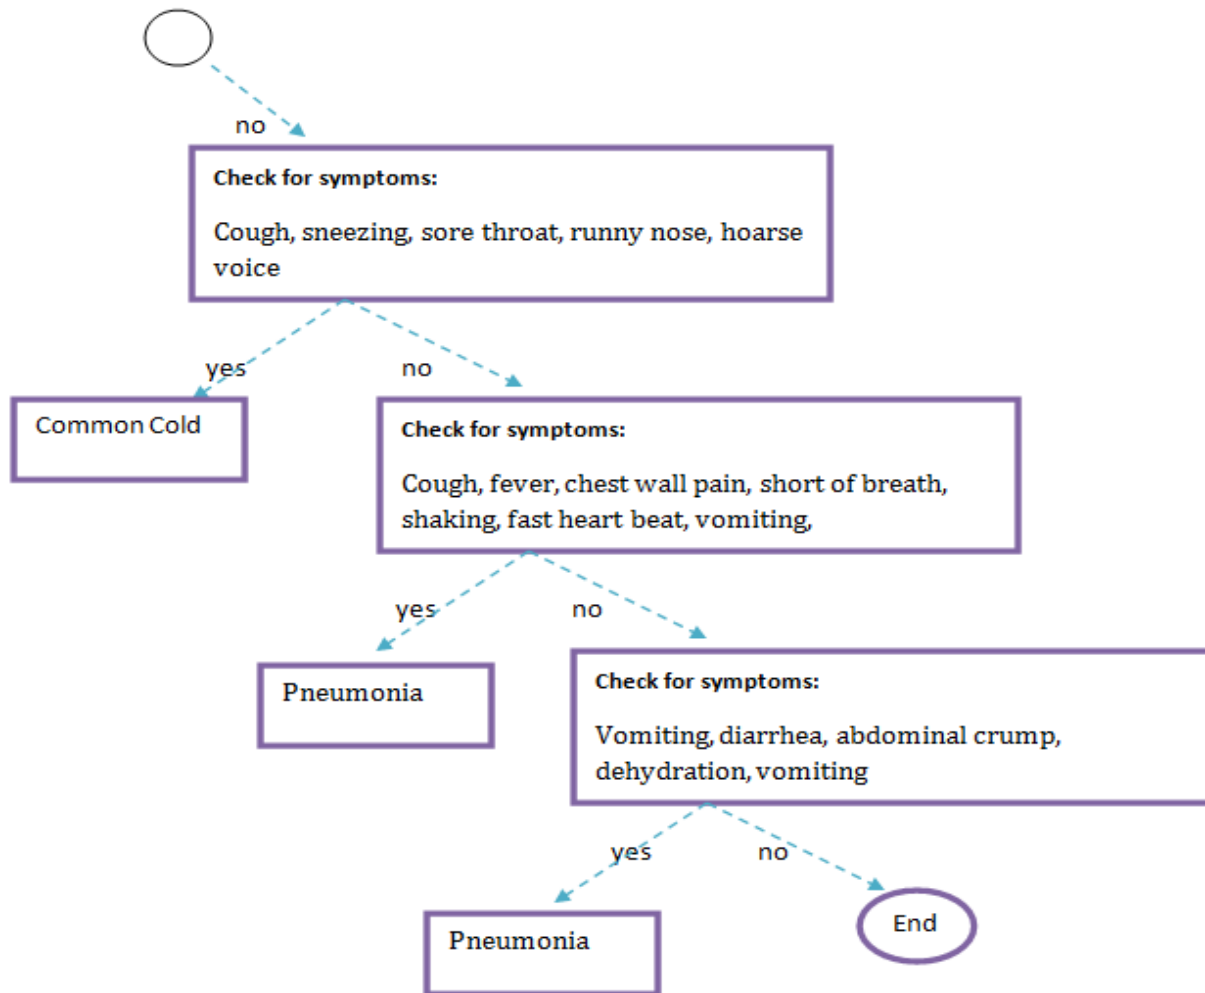 no
Check for symptoms:
Cough, sneezing, sore throat, runny nose, hoarse
voice
yes
no
Common Cold
Check for symptoms:
Cough, fever, chest wall pain, short of breath,
shaking, fast heart beat, vomiting,
yes
no
Pneumonia
Check for symptoms:
Vomiting, diarrhea, abdominal crump,
dehydration, vomiting
yes
no
Pneumonia
End